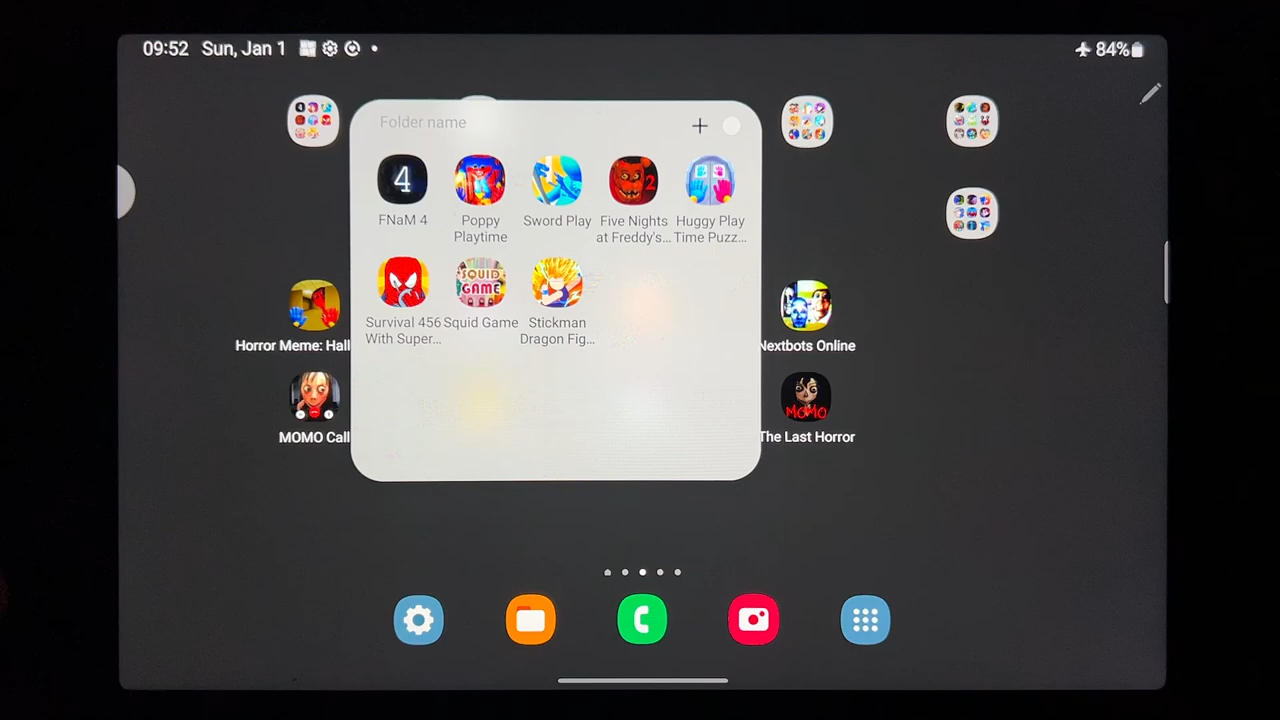 09:52 Sun, Jan 1
84%
Folder name
4
2
FNaM 4
Poppy
Playtime
Sword Play
Five Nights
at Freddy's...
Huggy Play
Time Puzz...
SQUID
GAME
Survival 456
With Super...
Squid Game
Stickman
Dragon Fig...
Horror Meme: Hall
Nextbots Online
MOMO
MOMO Call
The Last Horror